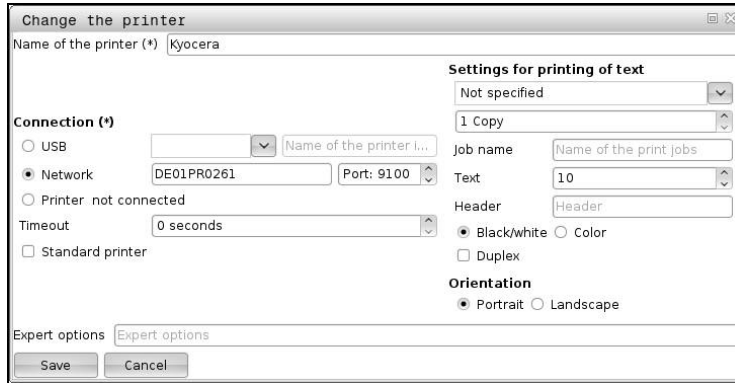 Change the printer
Name of the printer (*) Kyocera
Settings for printing of text
Not specified
Connection (*)
1 Copy
USB Name of the printer i...
Job name Name of the print jobs
Network DE01PR0261 Port: 9100
Text 10
Printer not connected
Header Header
Timeout 0 seconds
Black/white Color
Standard printer
Duplex
Orientation
Portrait Landscape
Expert options Expert options
Save Cancel